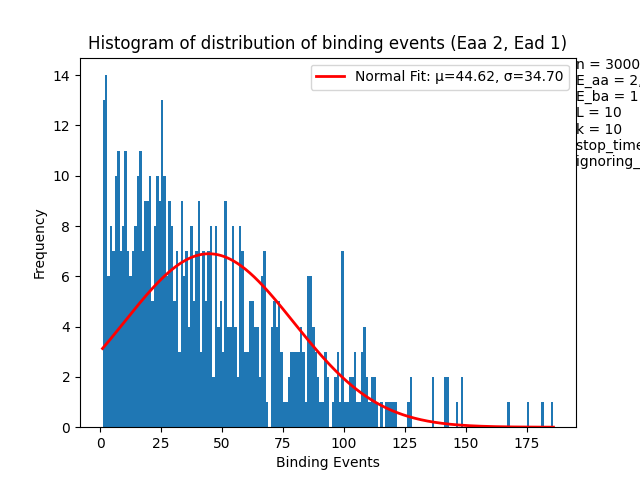 Histogram of distribution of binding events (Eaa 2, Ead 1)
Normal Fit: μ=44.62, σ=34.70
n = 3000
E_aa = 2,
E_ba = 1
L = 10
k = 10
stop_time
ignoring_
Frequency
14
12
10
8
6
4
2
0
0 25 50 75 100 125 150 175
Binding Events